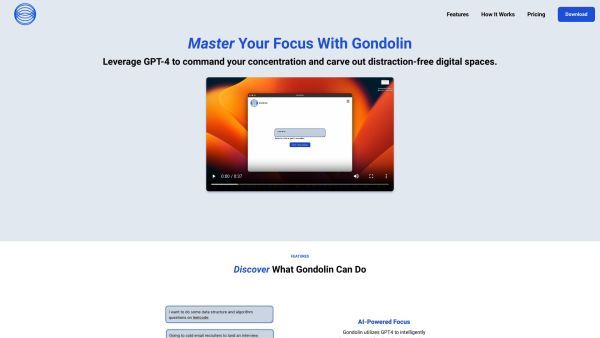 Features
How It Works
Pricing
Download
Master Your Focus With Gondolin
Leverage GPT-4 to command your concentration and carve out distraction-free digital spaces.
0:00 / 0:37
FEATURES
Discover What Gondolin Can Do
I want to do some data structure and algorithm
questions on leetcode
Going to cold email recruiters to land an interview
AI-Powered Focus
Gondolin utilizes GPT-4 to intelligently